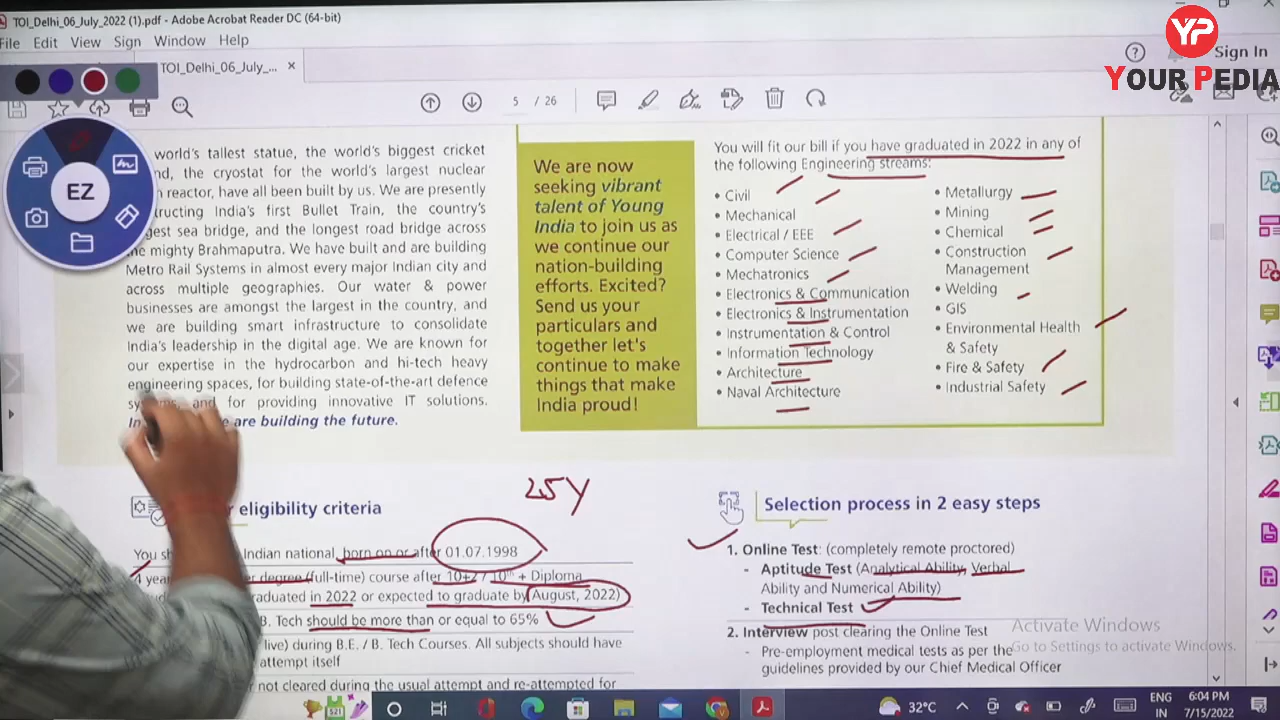 TOI_Delhi_06_July_2022 (1).pdf - Adobe Acrobat Reader DC (64-bit)
File Edit View Sign Window Help
TOI_Delhi_06_July_... ×
Sign In
YP
YOUR PEDIA
5 / 26
EZ
world's tallest statue, the world's biggest cricket
the cryostat for the world's largest nuclear
reactor, have all been built by us. We are presently
India's first Bullet Train, the country's
sea bridge, and the longest road bridge across
mighty Brahmaputra. We have built and are building
Metro Rail Systems in almost every major Indian city and
across multiple geographies. Our water & power
businesses are amongst the largest in the country, and
we are building smart infrastructure to consolidate
India's leadership in the digital age. We are known for
our expertise in the hydrocarbon and hi-tech heavy
engineering spaces, for building state-of-the-art defence
and for providing innovative IT solutions.
are building the future.
We are now
seeking vibrant
talent of Young
India to join us as
we continue our
nation-building
efforts. Excited?
Send us your
particulars and
together let's
continue to make
things that make
India proud!
You will fit our bill if you have graduated in 2022 in any of
the following Engineering streams:
• Civil
• Mechanical
• Electrical / EEE
• Computer Science
• Mechatronics
• Electronics & Communication
• Electronics & Instrumentation
• Instrumentation & Control
• Information Technology
• Architecture
• Naval Architecture
• Metallurgy
• Mining
• Chemical
• Construction
Management
• Welding
• GIS
• Environmental Health
& Safety
• Fire & Safety
• Industrial Safety
25Y
eligibility criteria
Indian national, born on or after 01.07.1998
degree (full-time) course after 10+2 / 10th + Diploma
in 2022 or expected to graduate by August, 2022)
B. Tech should be more than or equal to 65%
live) during B.E. / B. Tech Courses. All subjects should have
attempt itself
not cleared during the usual attempt and re-attempted for
Selection process in 2 easy steps
1. Online Test: (completely remote proctored)
- Aptitude Test (Analytical Ability, Verbal
Ability and Numerical Ability)
- Technical Test
2. Interview post clearing the Online Test
- Pre-employment medical tests as per the
guidelines provided by our Chief Medical Officer
Activate Windows
Go to Settings to activate Windows.
32°C
ENG
IN
6:04 PM
7/15/2022